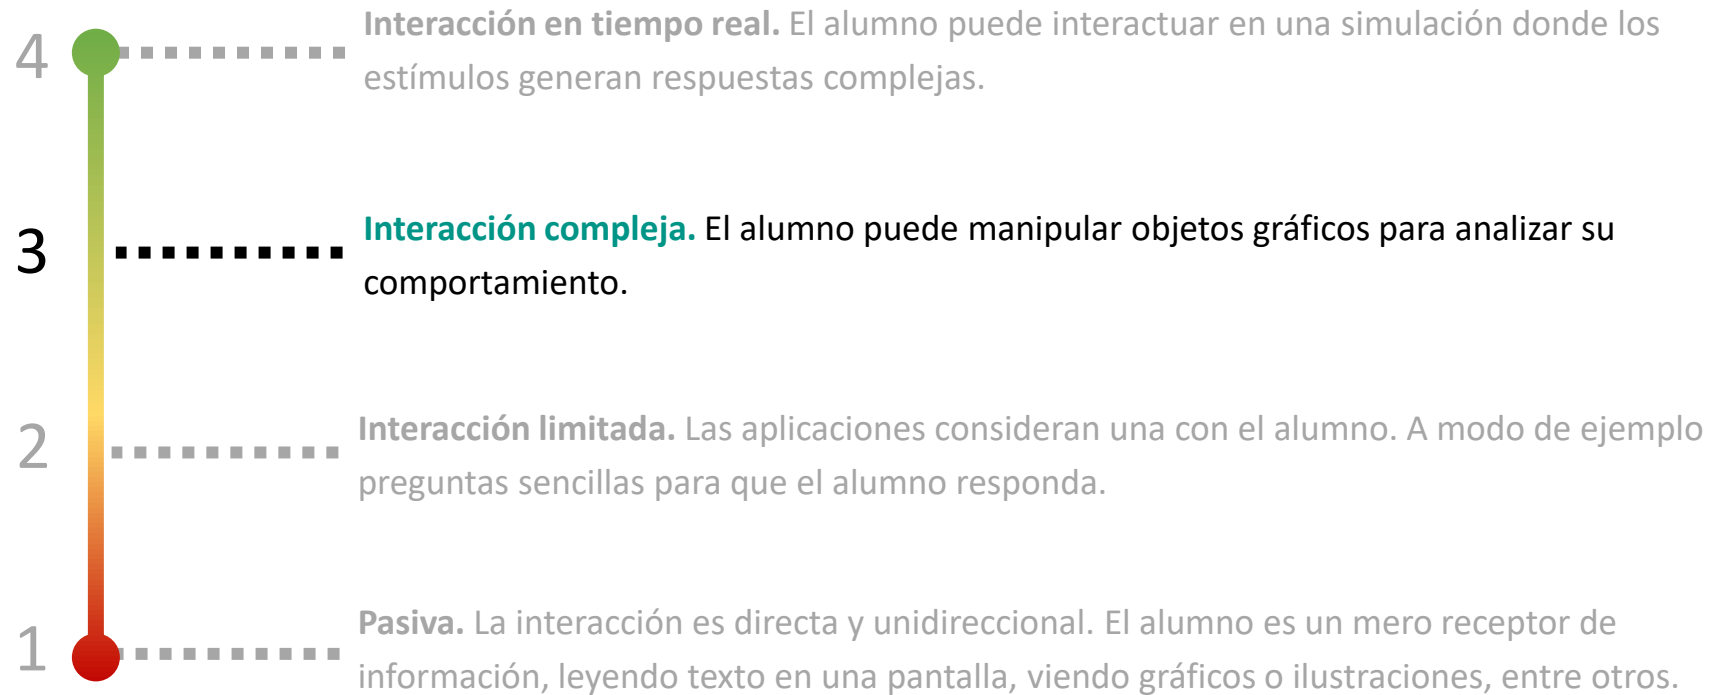 4
Interacción en tiempo real. El alumno puede interactuar en una simulación donde los
estímulos generan respuestas complejas.
3
Interacción compleja. El alumno puede manipular objetos gráficos para analizar su
comportamiento.
2
Interacción limitada. Las aplicaciones consideran una con el alumno. A modo de ejemplo
preguntas sencillas para que el alumno responda.
1
Pasiva. La interacción es directa y unidireccional. El alumno es un mero receptor de
información, leyendo texto en una pantalla, viendo gráficos o ilustraciones, entre otros.